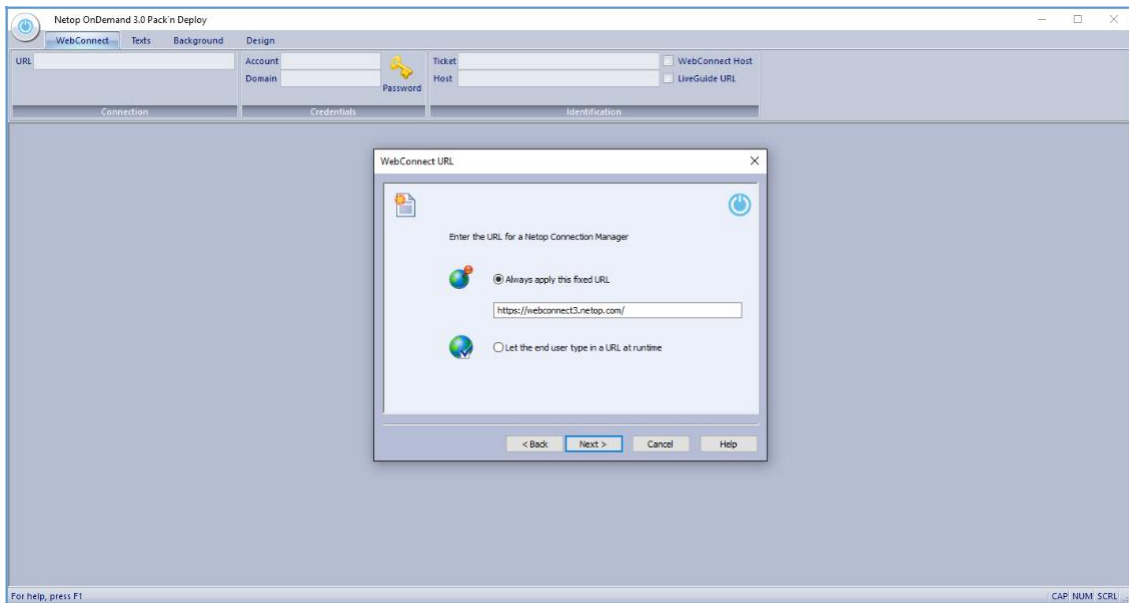 Netop OnDemand 3.0 Pack'n Deploy
WebConnect Texts Background Design
URL Account Ticket WebConnect Host
Domain Password Host LiveGuide URL
Connection Credentials Identification
WebConnect URL
Enter the URL for a Netop Connection Manager
Always apply this fixed URL
https://webconnect3.netop.com/
Let the end user type in a URL at runtime
< Back Next > Cancel Help
For help, press F1 CAP NUM SCRL